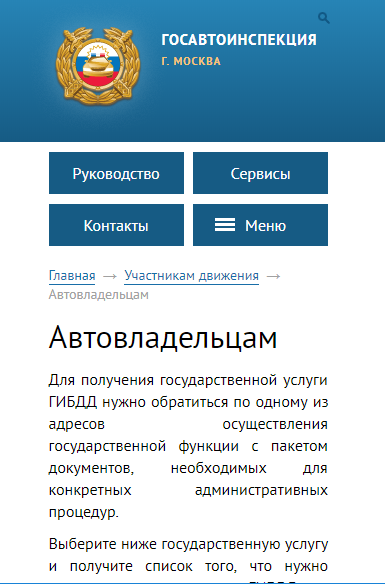 ГОСАВТОИНСПЕКЦИЯ
Г. МОСКВА
Руководство
Сервисы
Контакты
Меню
Главная → Участникам движения →
Автовладельцам
Автовладельцам
Для получения государственной услуги
ГИБДД нужно обратиться по одному из
адресов осуществления
государственной функции с пакетом
документов, необходимых для
конкретных административных
процедур.
Выберите ниже государственную услугу
и получите список того, что нужно